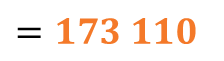 = 173 110